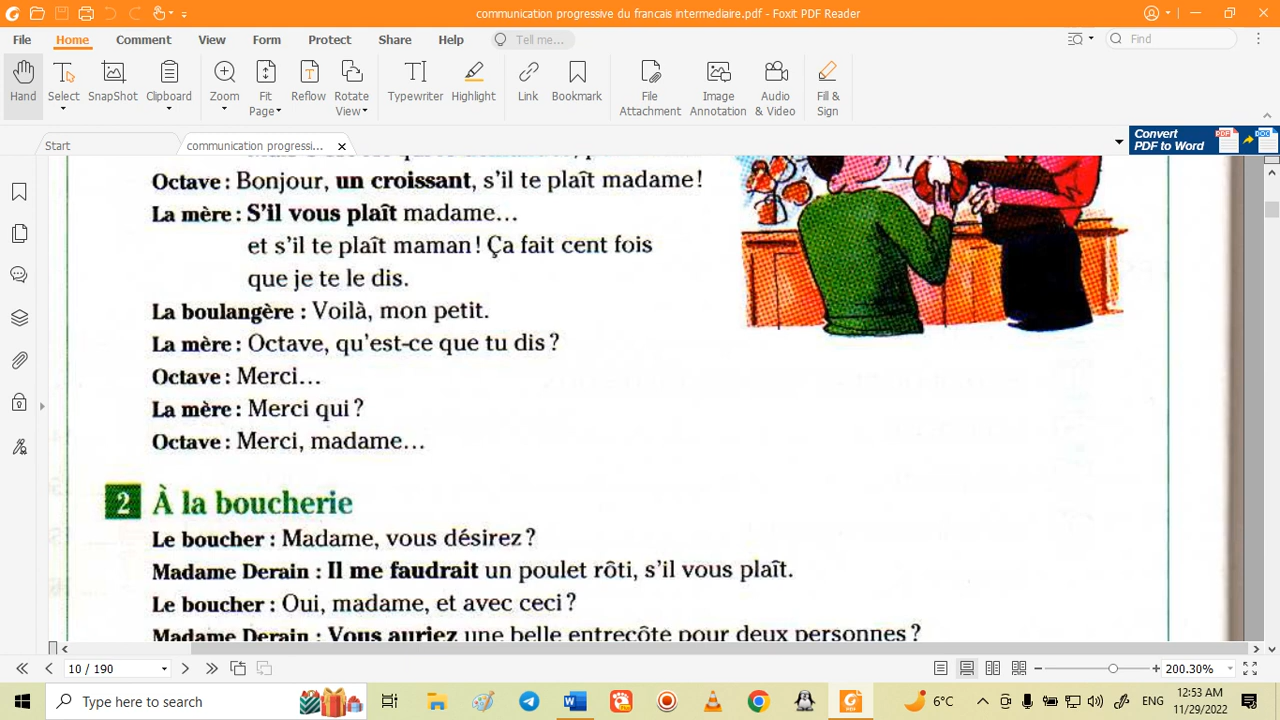 communication progressive du francais intermediaire.pdf - Foxit PDF Reader
File Home Comment View Form Protect Share Help Tell me... Find
Hand Select SnapShot Clipboard Zoom Fit Page Reflow Rotate View Typewriter Highlight Link Bookmark File Attachment Image Annotation Audio & Video Fill & Sign
Start communication progressi... Convert PDF to Word
Octave : Bonjour, un croissant, s'il te plaît madame !
La mère : S'il vous plaît madame...
et s'il te plaît maman ! Ça fait cent fois
que je te le dis.
La boulangère : Voilà, mon petit.
La mère : Octave, qu'est-ce que tu dis ?
Octave : Merci...
La mère : Merci qui ?
Octave : Merci, madame...
2 À la boucherie
Le boucher : Madame, vous désirez ?
Madame Derain : Il me faudrait un poulet rôti, s'il vous plaît.
Le boucher : Oui, madame, et avec ceci ?
Madame Derain : Vous auriez une belle entrecôte pour deux personnes ?
10 / 190 200.30%
Type here to search 6°C ENG 12:53 AM
11/29/2022